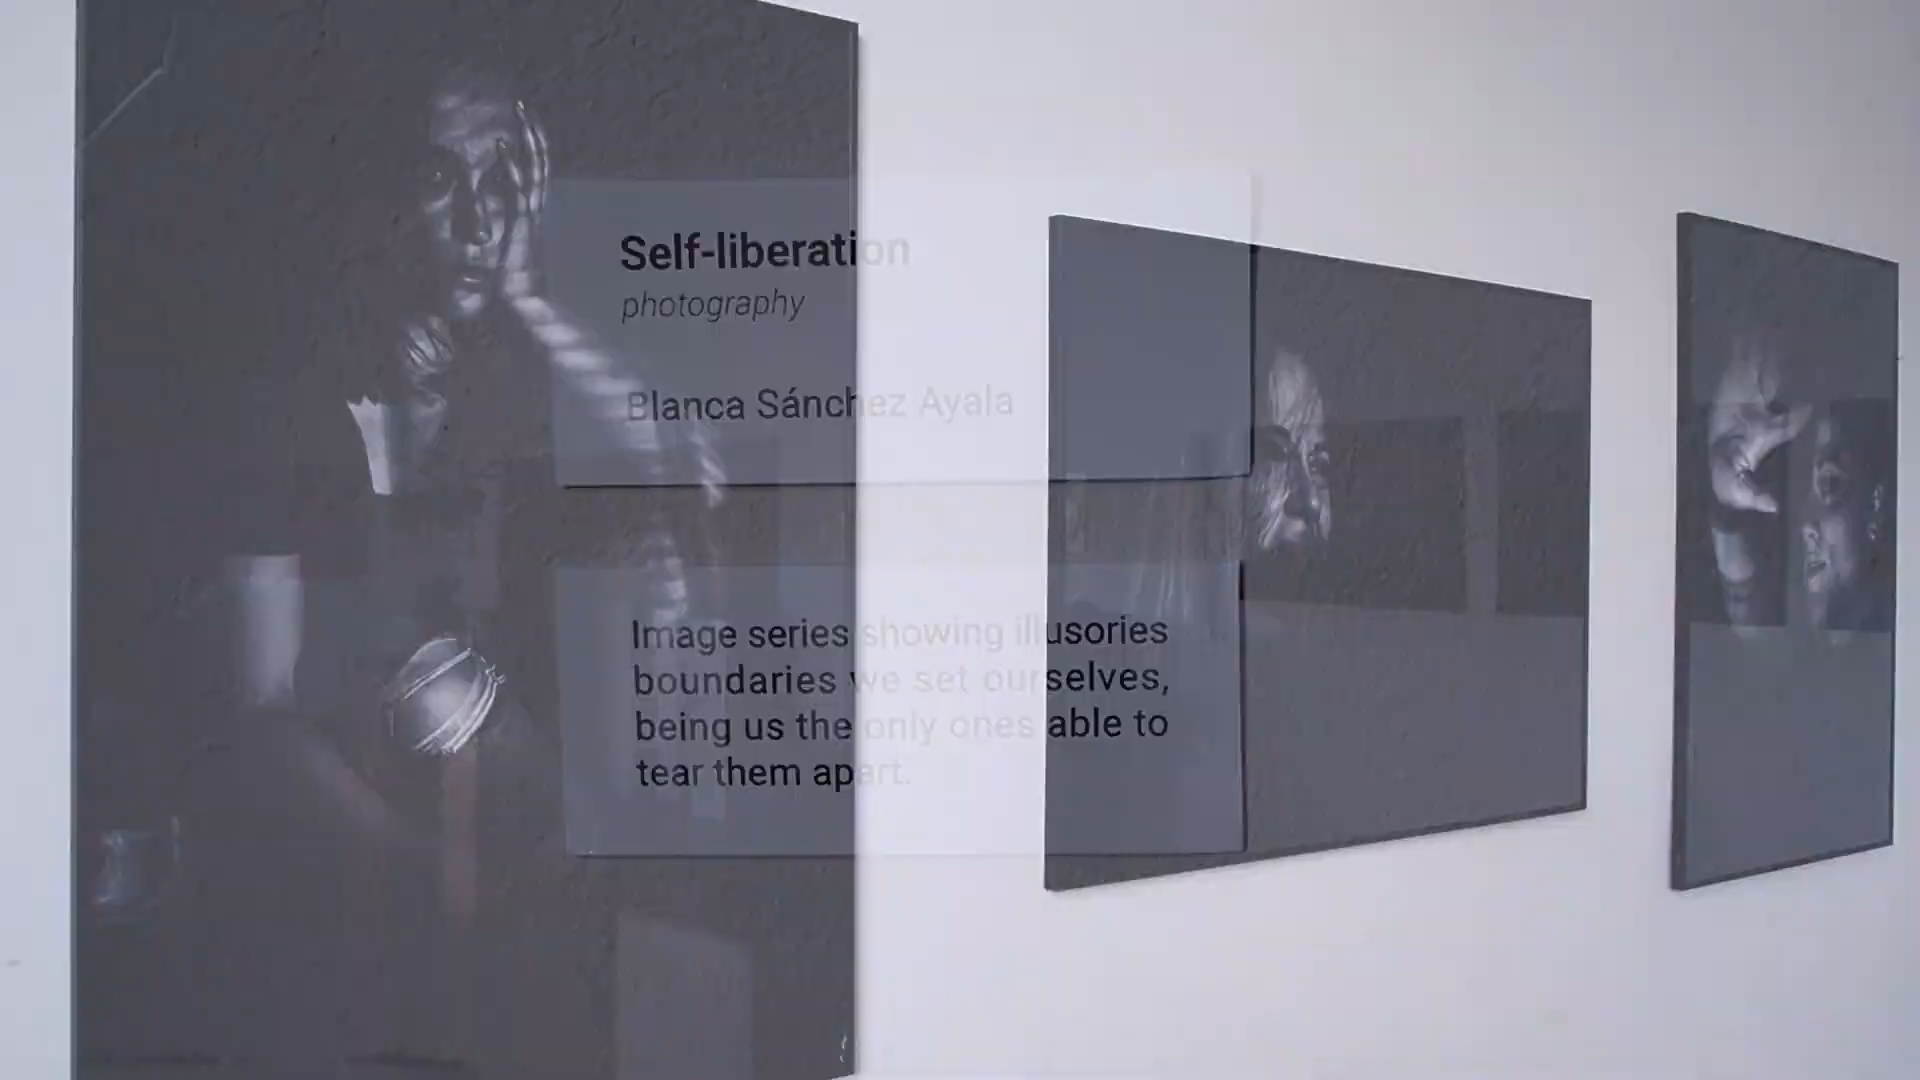 Self-liberation
photography
Blanca Sánchez Ayala
Image series showing illusories
boundaries we set ourselves,
being us the only ones able to
tear them apart.